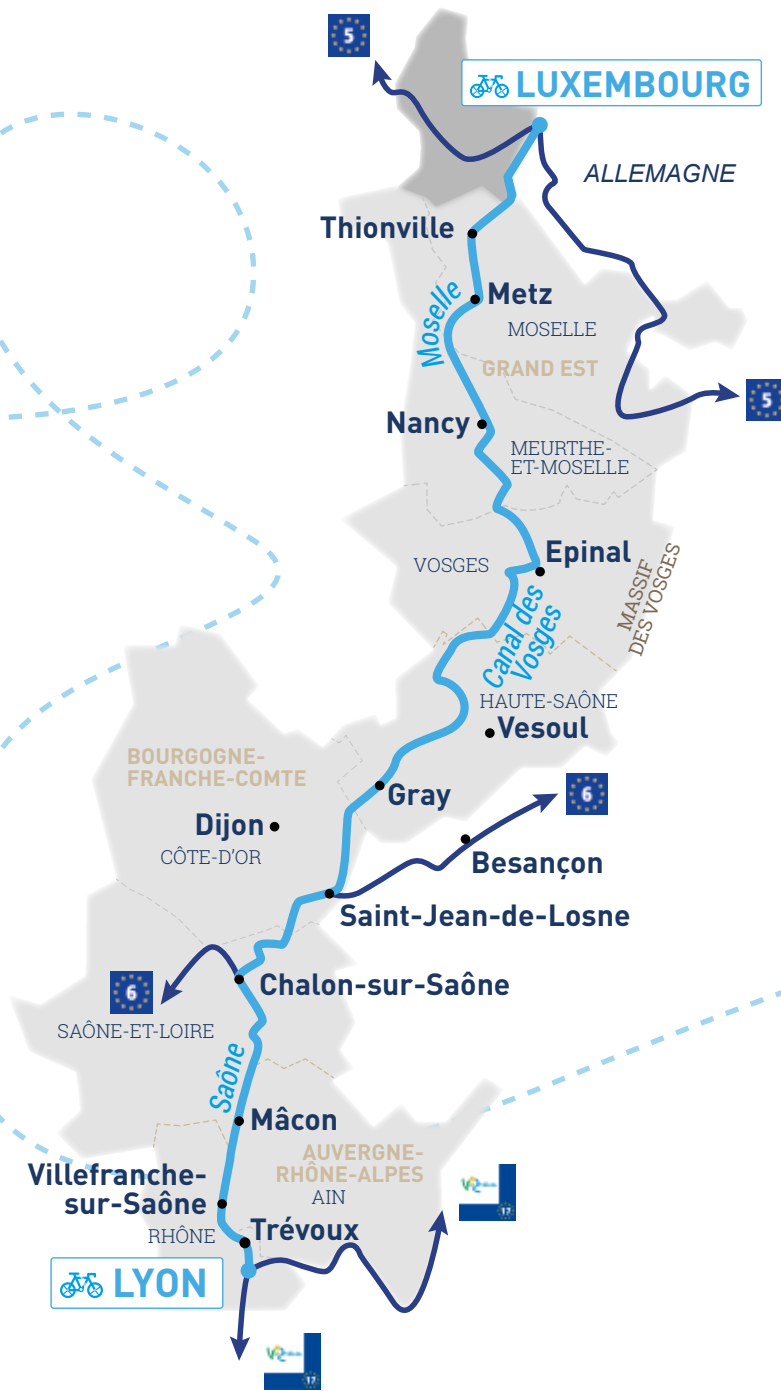 5
LUXEMBOURG
ALLEMAGNE
Thionville
Metz
Moselle
MOSELLE
GRAND EST
5
Nancy
MEURTHE-
ET-MOSELLE
Epinal
VOSGES
MASSIF
DES VOSGES
Canal des
Vosges
HAUTE-SAÔNE
Vesoul
BOURGOGNE-
FRANCHE-COMTE
Gray
6
Dijon
CÔTE-D'OR
Besançon
Saint-Jean-de-Losne
Chalon-sur-Saône
6
SAÔNE-ET-LOIRE
Saône
Mâcon
AUVERGNE-
RHÔNE-ALPES
Villefranche-
sur-Saône
AIN
17
RHÔNE
Trévoux
LYON
17